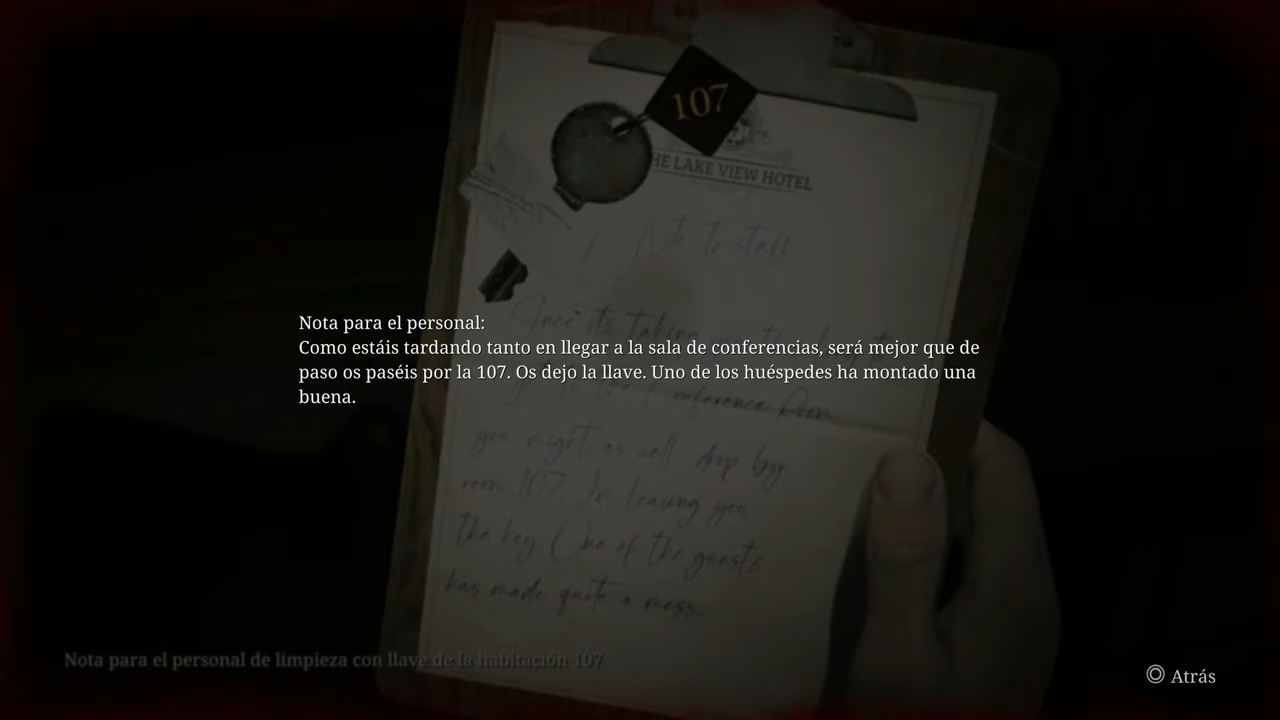 107
THE LAKE VIEW HOTEL
Note to staff
Since its taking
Nota para el personal:
Como estáis tardando tanto en llegar a la sala de conferencias, será mejor que de
paso os paséis por la 107. Os dejo la llave. Uno de los huéspedes ha montado una
buena.
the Conference Room
you might as well drop by
room 107. I'm leaving you
the key One of the guests
has made quite a mess.
Nota para el personal de limpieza con llave de la habitación 107
Atrás